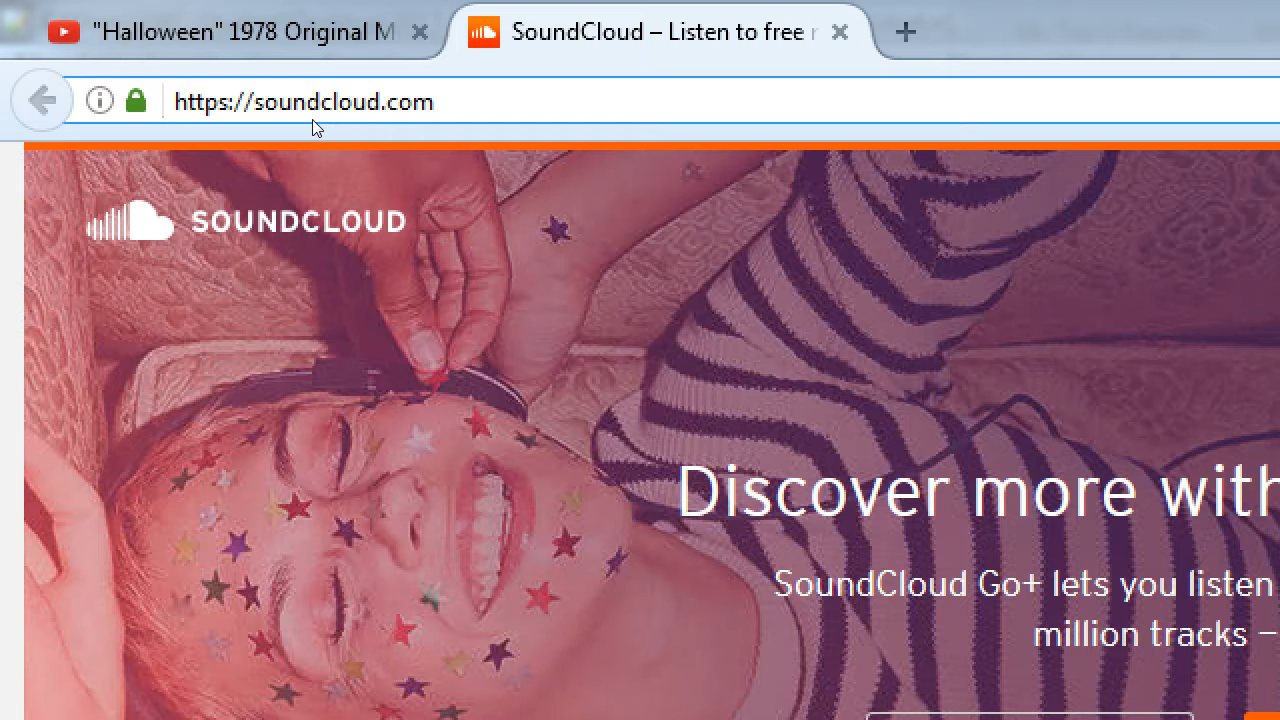 "Halloween" 1978 Original M
SoundCloud – Listen to free
https://soundcloud.com
SOUNDCLOUD
Discover more with
SoundCloud Go+ lets you listen
million tracks –